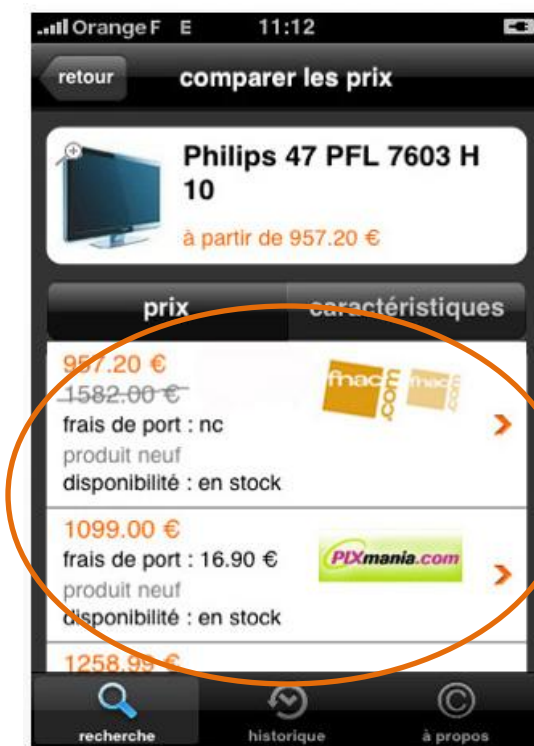 Orange F E 11:12
retour comparer les prix
Philips 47 PFL 7603 H
10
à partir de 957.20 €
prix caractéristiques
957.20 €
1582.00 €
fnac.com fnac.com
frais de port : nc
produit neuf
disponibilité : en stock
1099.00 €
frais de port : 16.90 €
PIXmania.com
produit neuf
disponibilité : en stock
1258.99 €
recherche historique à propos